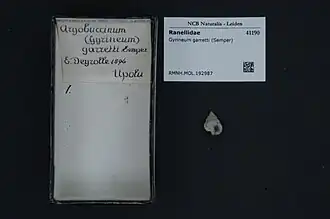 Argobuccinum
(Gyrineum)
garretti Semper
E. Deyrolle 1896
Upolu
1.
NCB Naturalis - Leiden
Ranellidae 41190
Gyrineum garretti (Semper)
RMNH.MOL.192987